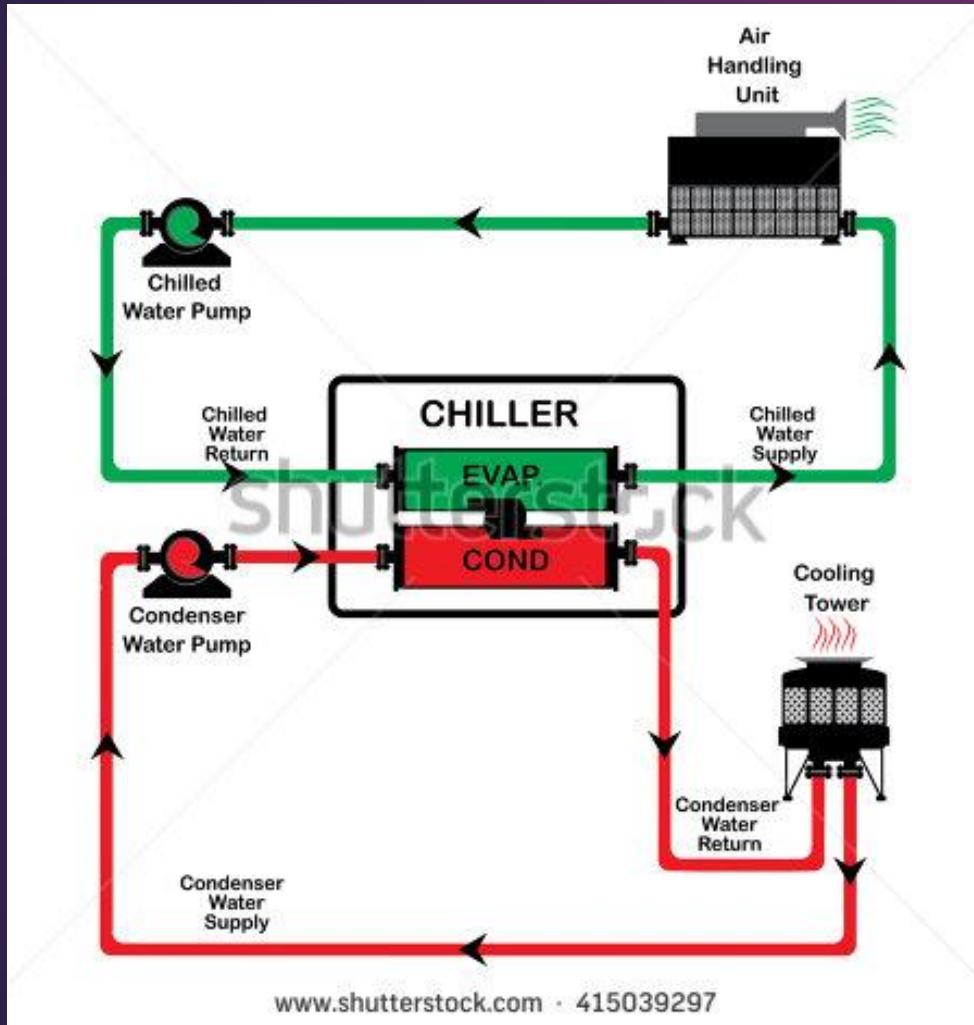 Air
Handling
Unit
Chilled
Water Pump
CHILLER
Chilled
Water
Return
Chilled
Water
Supply
EVAP.
shutterstock
COND
Condenser
Water Pump
Cooling
Tower
Condenser
Water
Return
Condenser
Water
Supply
www.shutterstock.com · 415039297